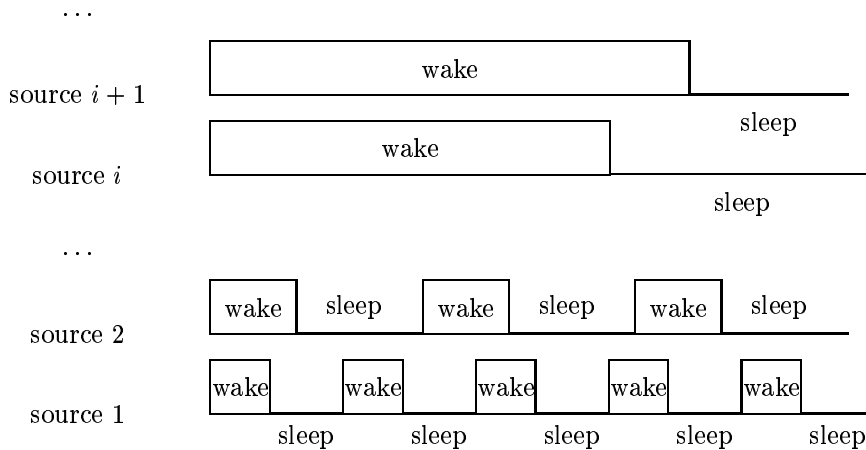 ...
wake
source i + 1
sleep
wake
source i
sleep
...
wake sleep wake sleep wake sleep
source 2
wake wake wake wake wake
source 1
sleep sleep sleep sleep sleep